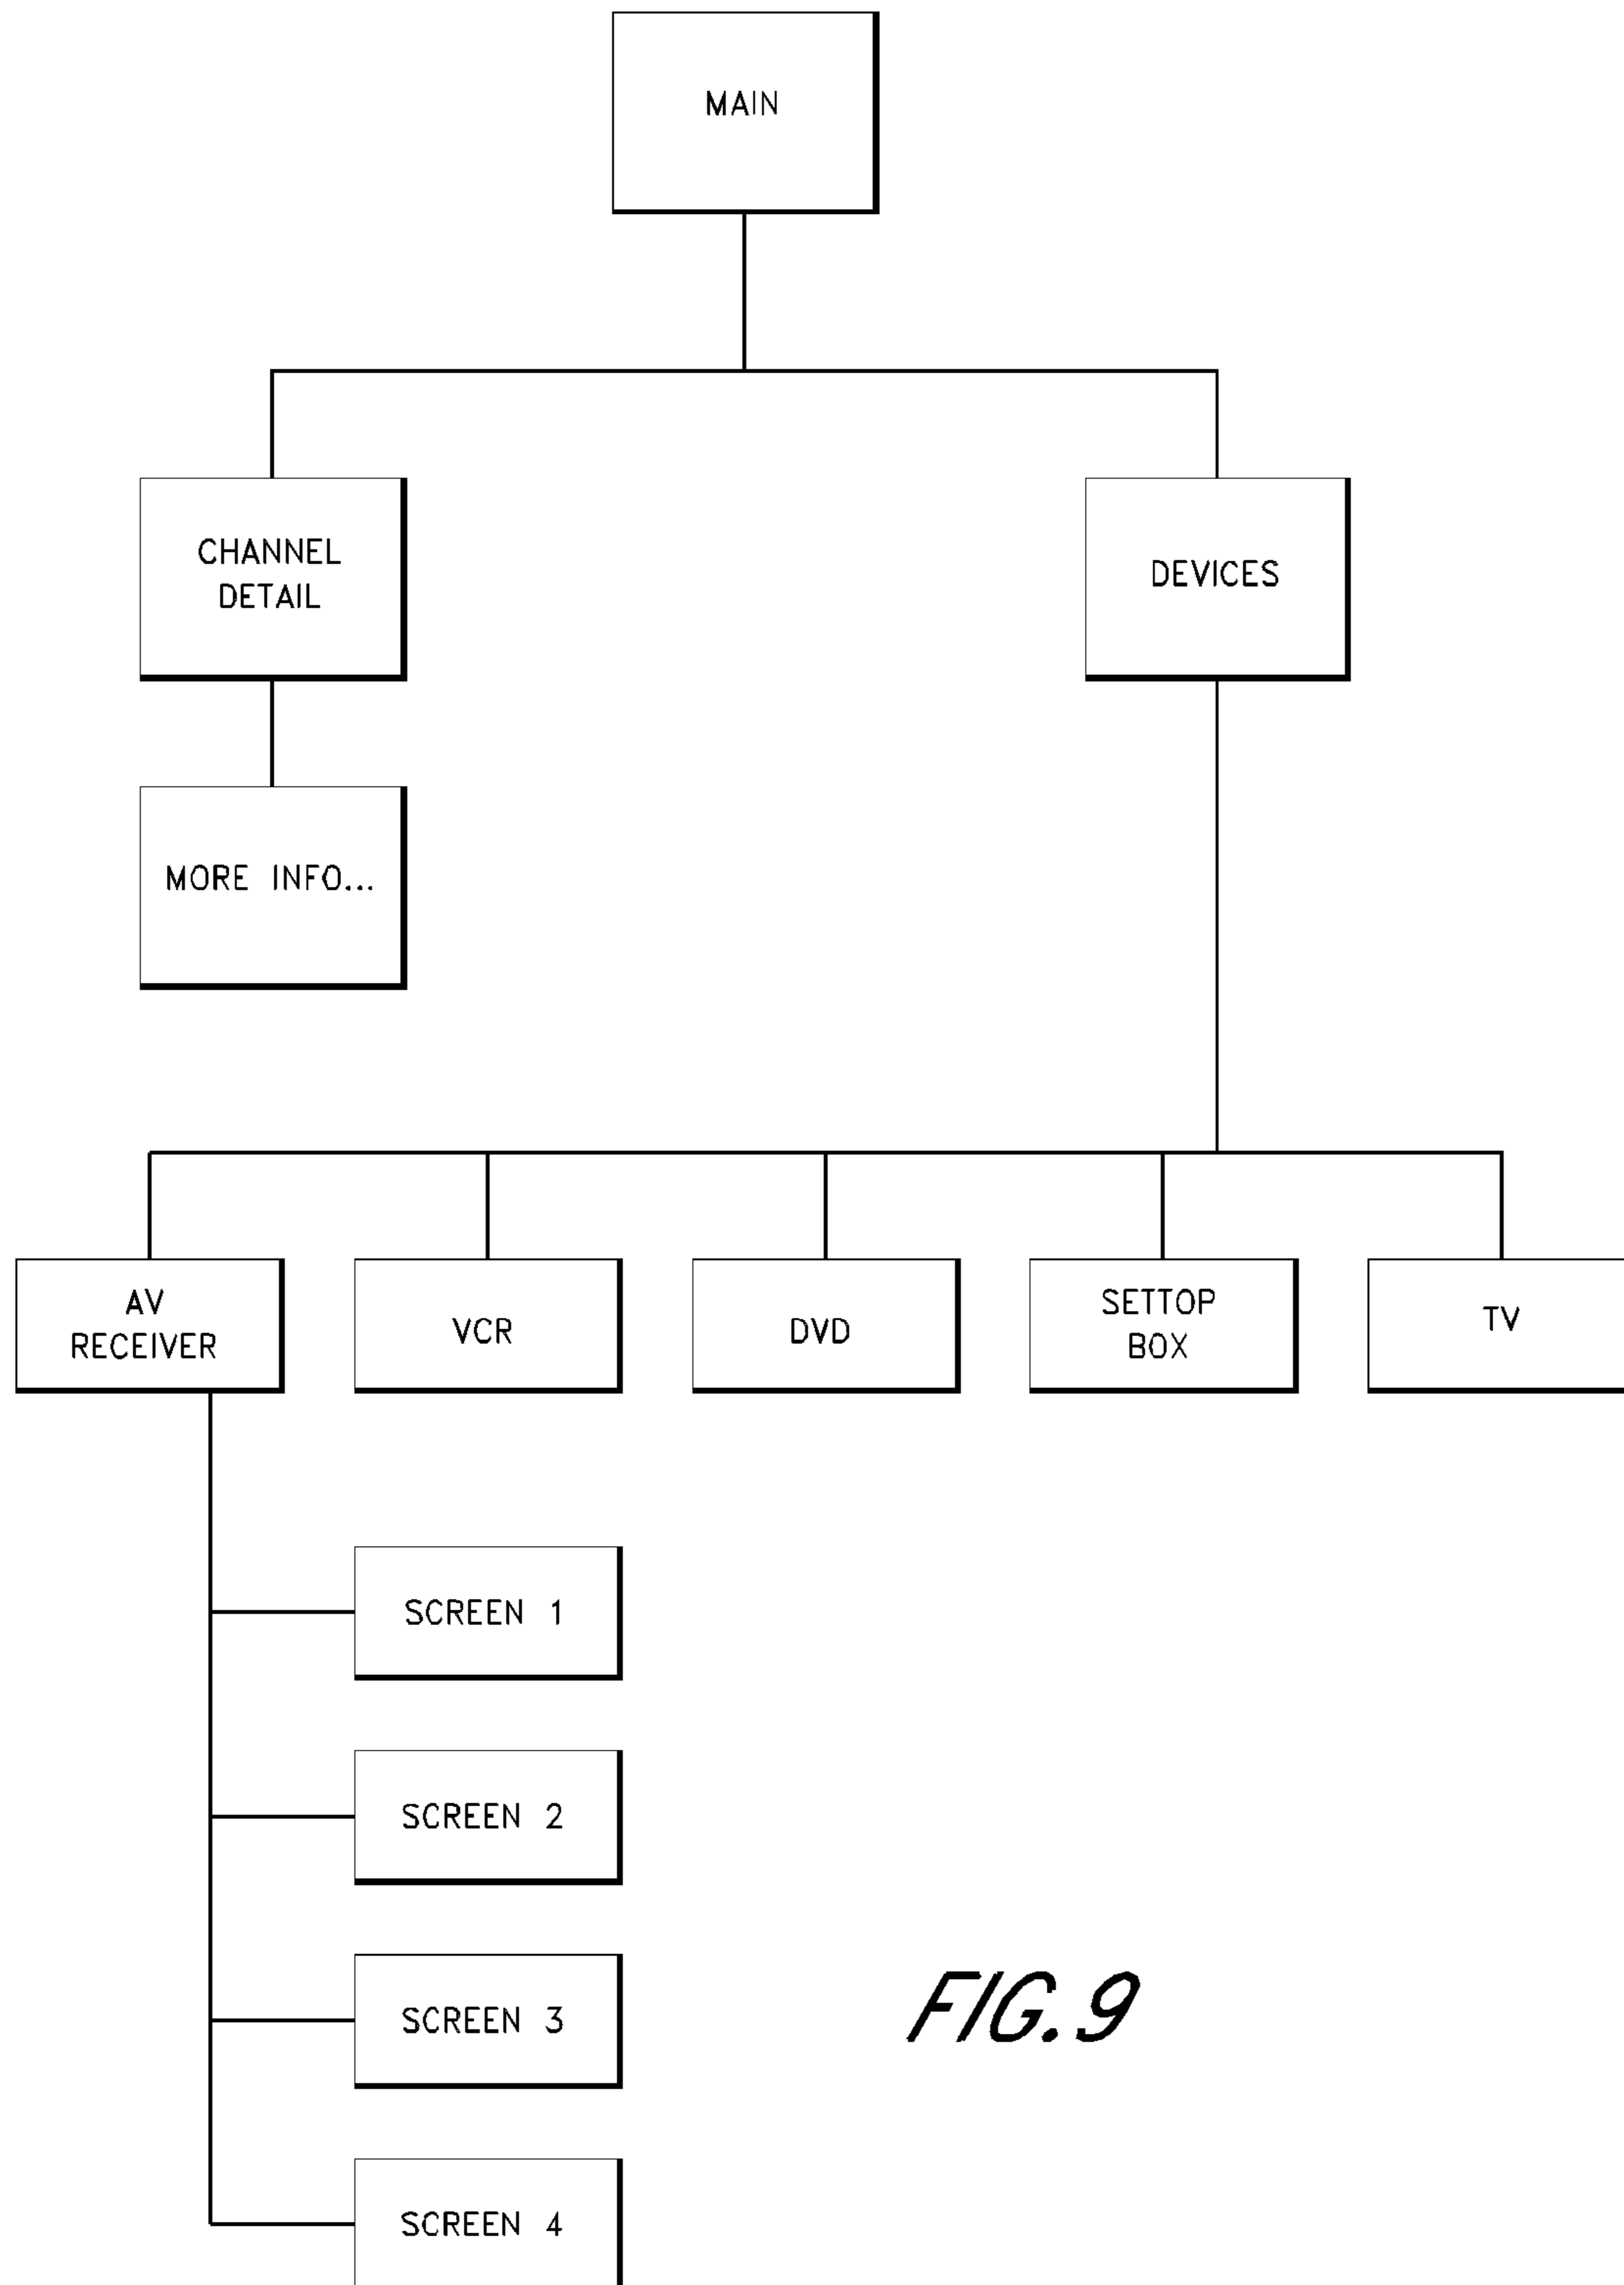 MAIN
CHANNEL
DETAIL
DEVICES
MORE INFO...
AV
RECEIVER
VCR
DVD
SETTOP
BOX
TV
SCREEN 1
SCREEN 2
SCREEN 3
FIG.9
SCREEN 4